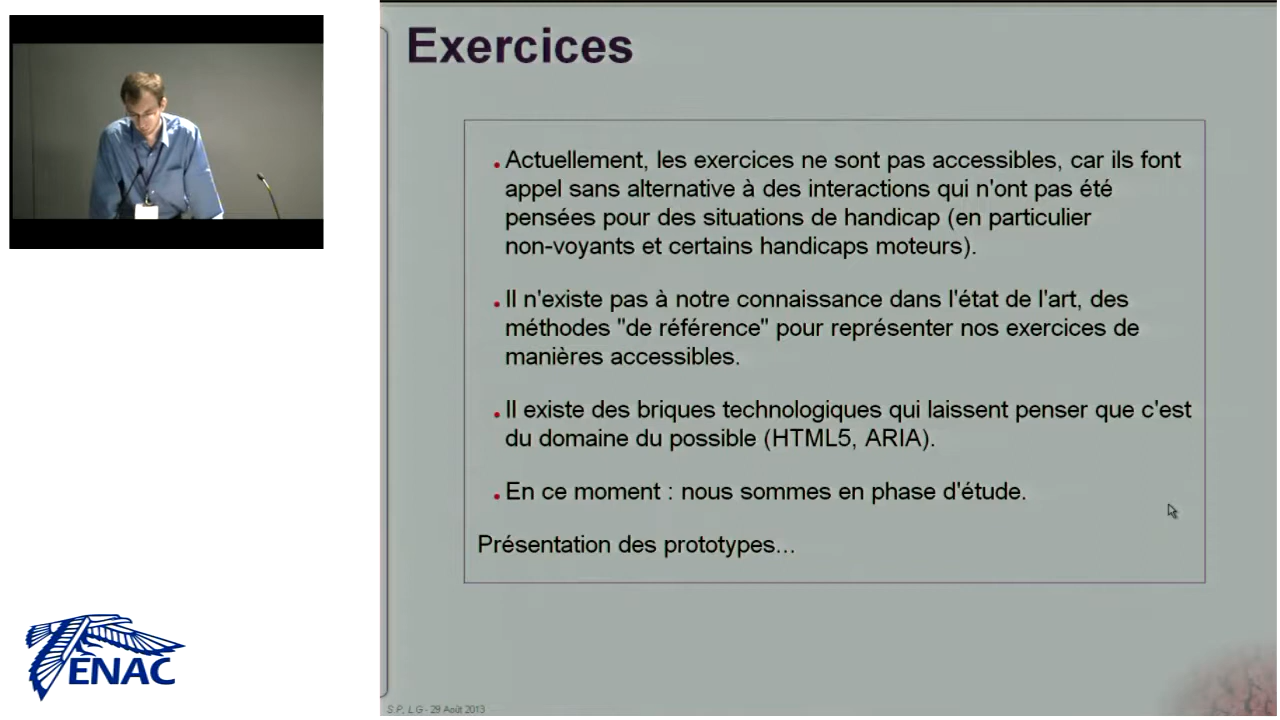 Exercices
Actuellement, les exercices ne sont pas accessibles, car ils font
appel sans alternative à des interactions qui n'ont pas été
pensées pour des situations de handicap (en particulier
non-voyants et certains handicaps moteurs).
Il n'existe pas à notre connaissance dans l'état de l'art, des
méthodes "de référence" pour représenter nos exercices de
manières accessibles.
Il existe des briques technologiques qui laissent penser que c'est
du domaine du possible (HTML5, ARIA).
En ce moment : nous sommes en phase d'étude.
Présentation des prototypes...
ENAC
S.P, L.G - 29 Août 2013